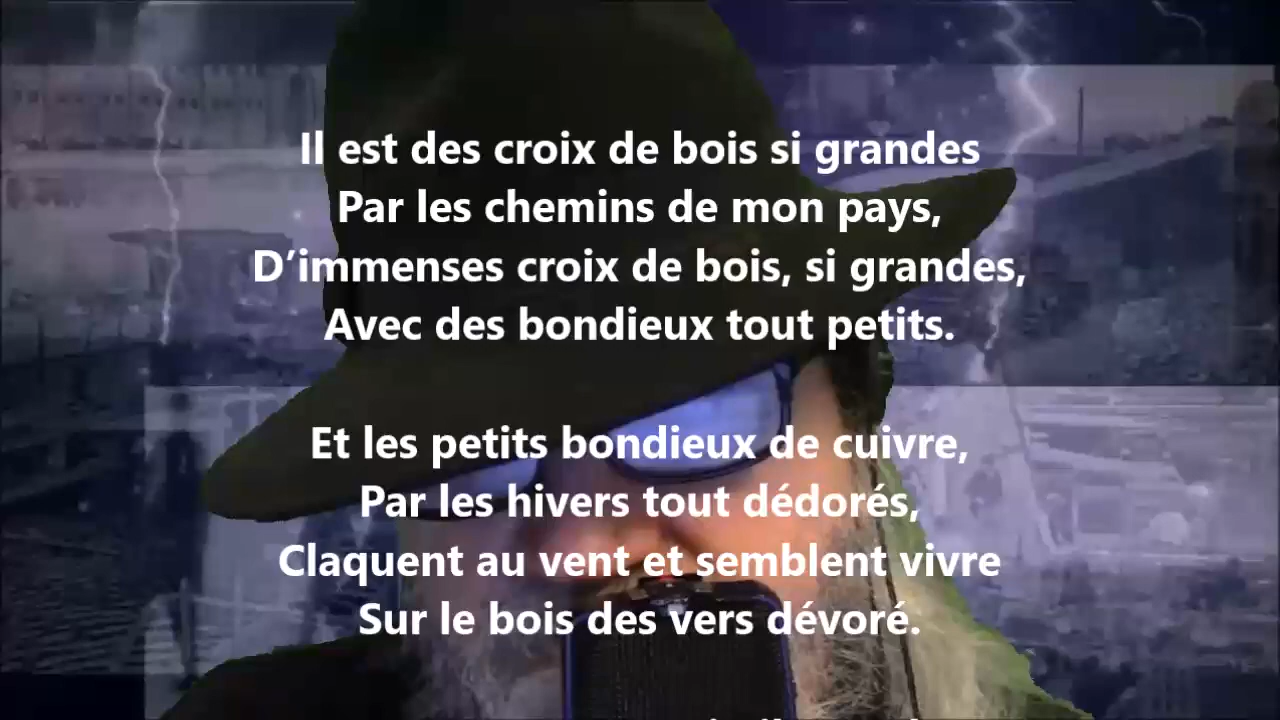 Il est des croix de bois si grandes
Par les chemins de mon pays,
D’immenses croix de bois, si grandes,
Avec des bondieux tout petits.
Et les petits bondieux de cuivre,
Par les hivers tout dédorés,
Claquent au vent et semblent vivre
Sur le bois des vers dévoré.